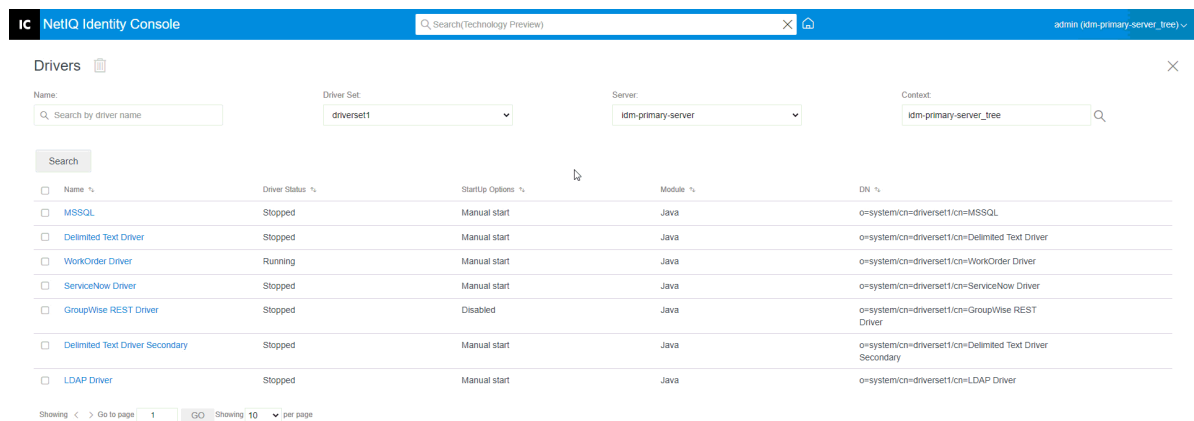 IC NetIQ Identity Console Search(Technology Preview) admin (idm-primary-server_tree)
Drivers
Name: Driver Set: Server: Context:
Search by driver name driverset1 idm-primary-server idm-primary-server_tree
Search
Name Driver Status StartUp Options Module DN
MSSQL Stopped Manual start Java o=system/cn=driverset1/cn=MSSQL
Delimited Text Driver Stopped Manual start Java o=system/cn=driverset1/cn=Delimited Text Driver
WorkOrder Driver Running Manual start Java o=system/cn=driverset1/cn=WorkOrder Driver
ServiceNow Driver Stopped Manual start Java o=system/cn=driverset1/cn=ServiceNow Driver
GroupWise REST Driver Stopped Disabled Java o=system/cn=driverset1/cn=GroupWise REST
Driver
Delimited Text Driver Secondary Stopped Manual start Java o=system/cn=driverset1/cn=Delimited Text Driver
Secondary
LDAP Driver Stopped Manual start Java o=system/cn=driverset1/cn=LDAP Driver
Showing < > Go to page 1 GO Showing 10 per page